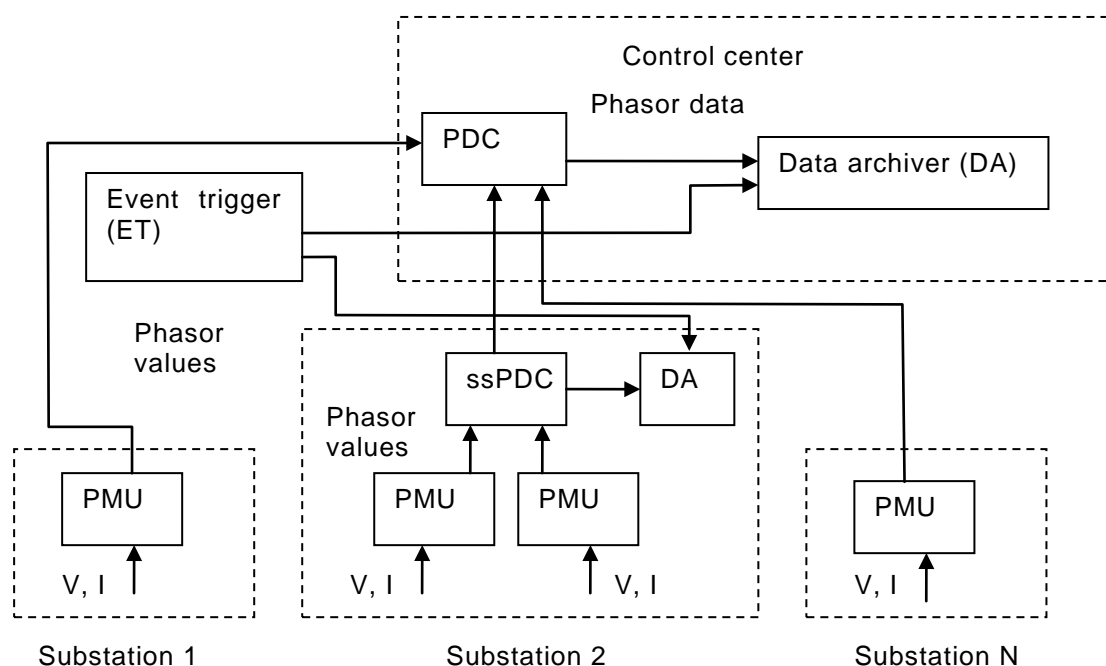 Control center
Phasor data
PDC
Data archiver (DA)
Event trigger
(ET)
Phasor
values
ssPDC
DA
Phasor
values
PMU
PMU
PMU
PMU
V, I
V, I
V, I
V, I
Substation 1
Substation 2
Substation N